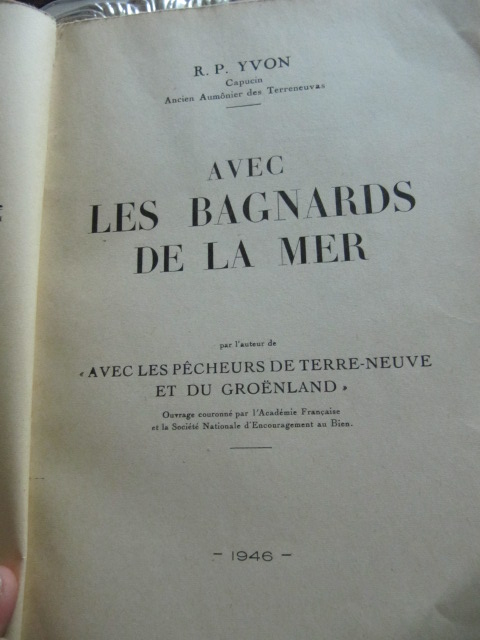 R. P. YVON
Capucin
Ancien Aumônier des Terreneuvas
AVEC
LES BAGNARDS
DE LA MER
par l'auteur de
« AVEC LES PÊCHEURS DE TERRE-NEUVE
ET DU GROËNLAND »
Ouvrage couronné par l'Académie Française
et la Société Nationale d'Encouragement au Bien.
– 1946 –